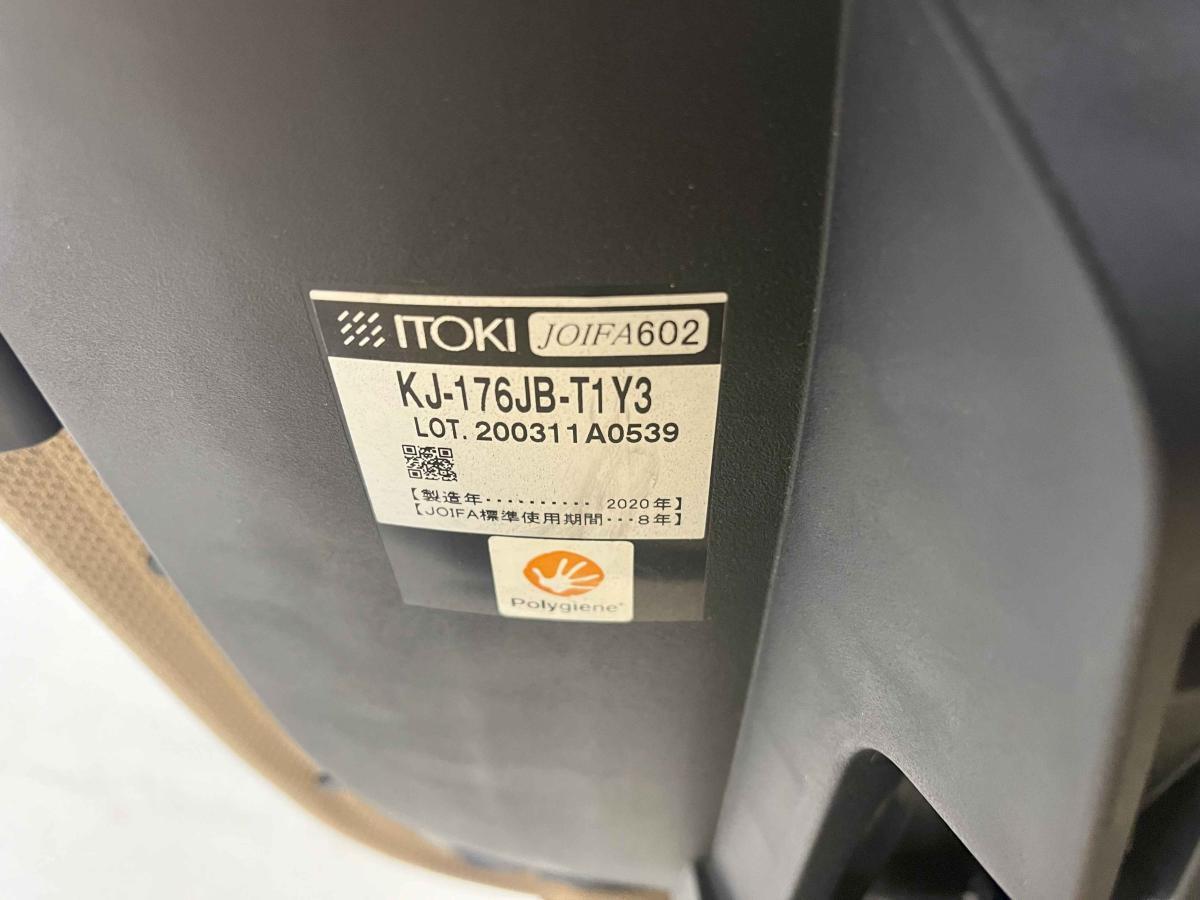 ITOKI JOIFA602
KJ-176JB-T1Y3
LOT. 200311A0539
【製造年.......... 2020年】
【JOIFA標準使用期間...8年】
Polygiene®